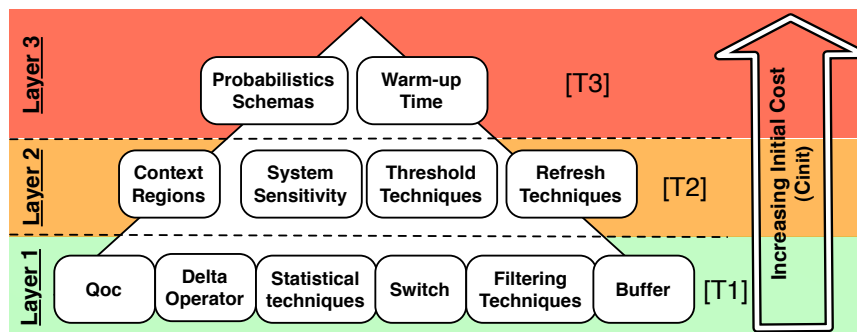 Layer 3
Probabilistics
Schemas
Warm-up
Time
[T3]
Layer 2
Context
Regions
System
Sensitivity
Threshold
Techniques
Refresh
Techniques
[T2]
Layer 1
Qoc
Delta
Operator
Statistical
techniques
Switch
Filtering
Techniques
Buffer
[T1]
Increasing Initial Cost
(Cinit)